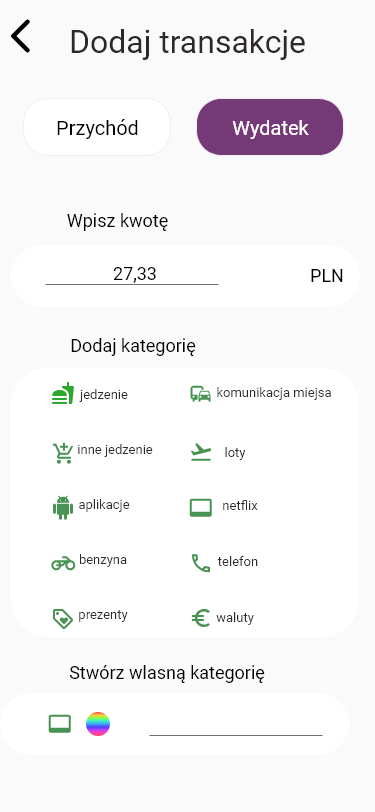 Dodaj transakcje
Przychód Wydatek
Wpisz kwotę
27,33 PLN
Dodaj kategorię
jedzenie komunikacja miejsa
inne jedzenie loty
aplikacje netflix
benzyna telefon
prezenty waluty
Stwórz wlasną kategorię